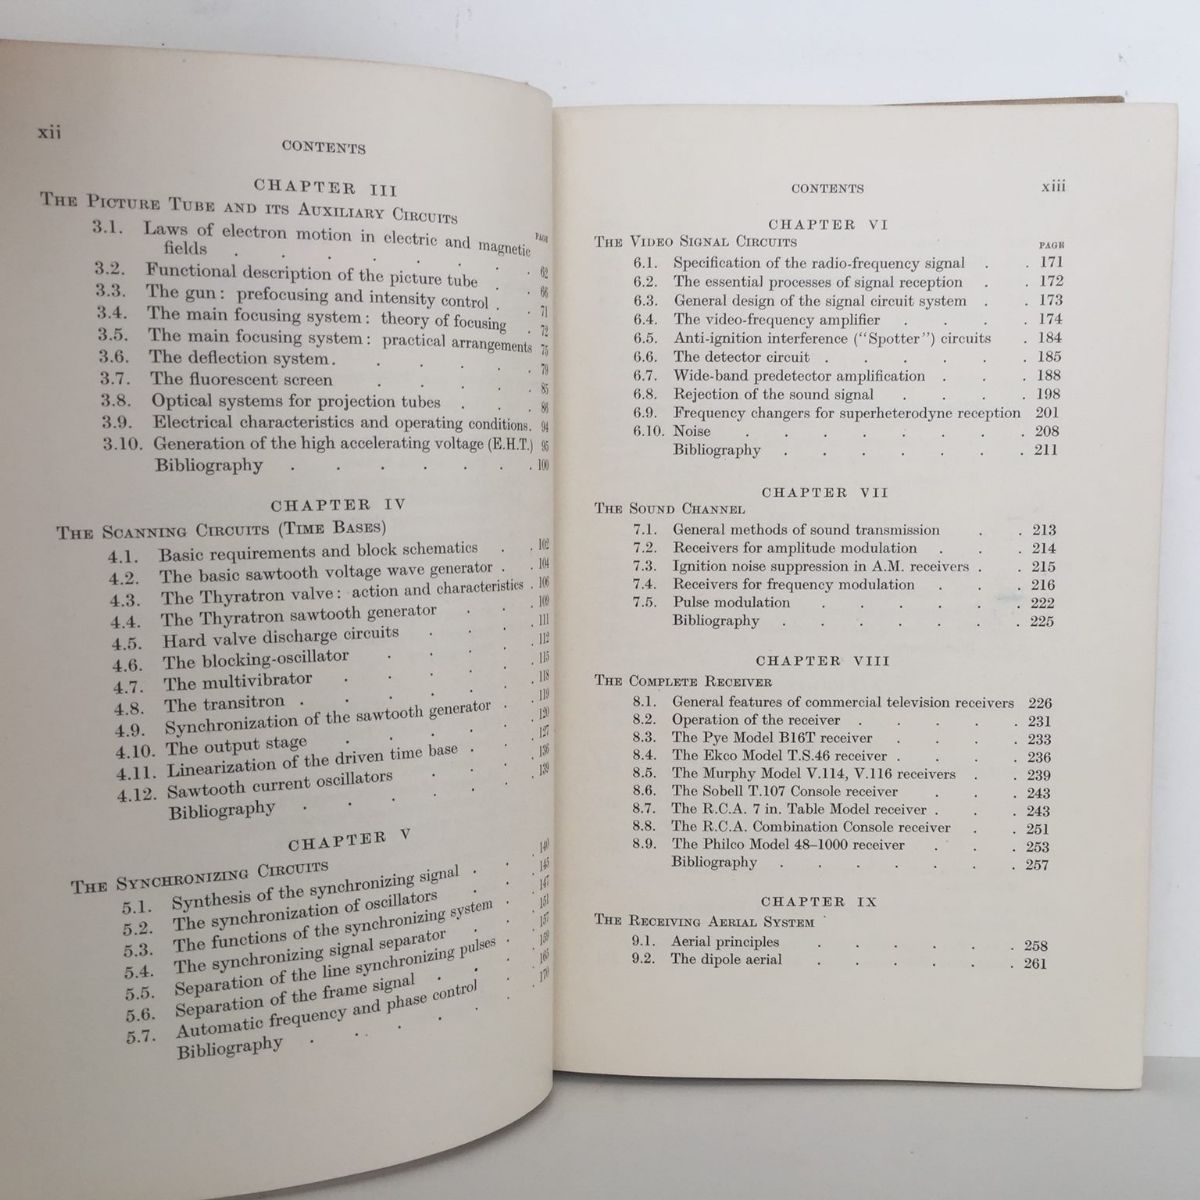 xii
CONTENTS
CHAPTER III
THE PICTURE TUBE AND ITS AUXILIARY CIRCUITS
PAGE
3.1. Laws of electron motion in electric and magnetic
fields . . . . . . . 62
3.2. Functional description of the picture tube . . 66
3.3. The gun: prefocusing and intensity control . . 71
3.4. The main focusing system: theory of focusing . 72
3.5. The main focusing system: practical arrangements 75
3.6. The deflection system . . . . . 79
3.7. The fluorescent screen . . . . . 85
3.8. Optical systems for projection tubes . . . 86
3.9. Electrical characteristics and operating conditions. 94
3.10. Generation of the high accelerating voltage (E.H.T.) 95
Bibliography . . . . . . . 100
CHAPTER IV
THE SCANNING CIRCUITS (TIME BASES)
4.1. Basic requirements and block schematics . . 102
4.2. The basic sawtooth voltage wave generator . . 104
4.3. The Thyratron valve: action and characteristics . 106
4.4. The Thyratron sawtooth generator . . . 109
4.5. Hard valve discharge circuits . . . . 111
4.6. The blocking-oscillator . . . . . 112
4.7. The multivibrator . . . . . 115
4.8. The transitron . . . . . . 118
4.9. Synchronization of the sawtooth generator . . 119
4.10. The output stage . . . . . 120
4.11. Linearization of the driven time base . . . 127
4.12. Sawtooth current oscillators . . . . 136
Bibliography . . . . . . 139
CHAPTER V
THE SYNCHRONIZING CIRCUITS
5.1. Synthesis of the synchronizing signal . . . 140
5.2. The synchronization of oscillators . . . 145
5.3. The functions of the synchronizing system . . 147
5.4. The synchronizing signal separator . . . 151
5.5. Separation of the line synchronizing pulses . . 157
5.6. Separation of the frame signal . . . . 159
5.7. Automatic frequency and phase control . . 165
Bibliography . . . . . . 170
CONTENTS
xiii
CHAPTER VI
THE VIDEO SIGNAL CIRCUITS
PAGE
6.1. Specification of the radio-frequency signal . . 171
6.2. The essential processes of signal reception . . 172
6.3. General design of the signal circuit system . . 173
6.4. The video-frequency amplifier . . . . 174
6.5. Anti-ignition interference ("Spotter") circuits . 184
6.6. The detector circuit . . . . . . 185
6.7. Wide-band predetector amplification . . . 188
6.8. Rejection of the sound signal . . . . 198
6.9. Frequency changers for superheterodyne reception 201
6.10. Noise . . . . . . . 208
Bibliography . . . . . . 211
CHAPTER VII
THE SOUND CHANNEL
7.1. General methods of sound transmission . . 213
7.2. Receivers for amplitude modulation . . . 214
7.3. Ignition noise suppression in A.M. receivers . . 215
7.4. Receivers for frequency modulation . . . 216
7.5. Pulse modulation . . . . . . 222
Bibliography . . . . . . 225
CHAPTER VIII
THE COMPLETE RECEIVER
8.1. General features of commercial television receivers 226
8.2. Operation of the receiver . . . . . 231
8.3. The Pye Model B16T receiver . . . . 233
8.4. The Ekco Model T.S.46 receiver . . . . 236
8.5. The Murphy Model V.114, V.116 receivers . . 239
8.6. The Sobell T.107 Console receiver . . . 243
8.7. The R.C.A. 7 in. Table Model receiver . . . 243
8.8. The R.C.A. Combination Console receiver . . 251
8.9. The Philco Model 48–1000 receiver . . . 253
Bibliography . . . . . . 257
CHAPTER IX
THE RECEIVING AERIAL SYSTEM
9.1. Aerial principles . . . . . . 258
9.2. The dipole aerial . . . . . . 261